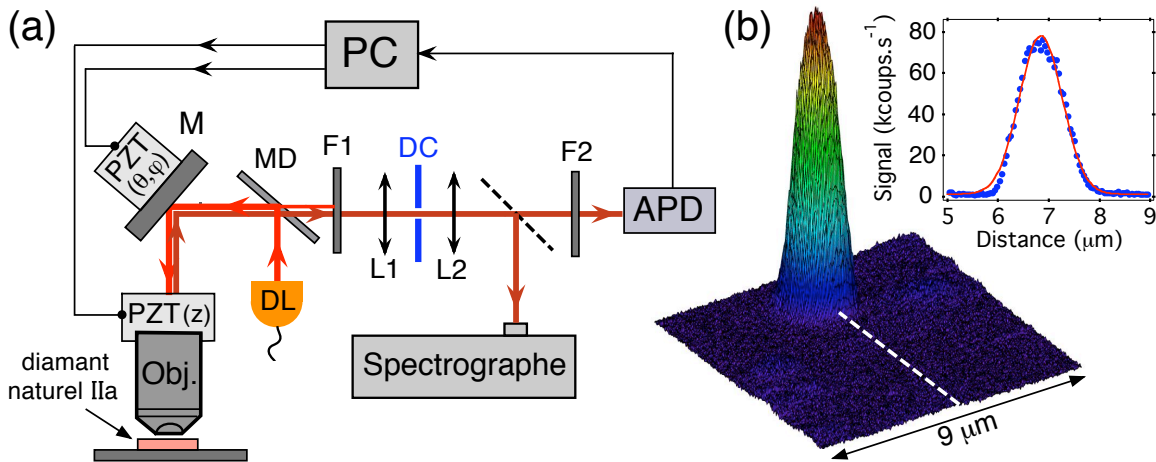 (a)
PC
M
PZT
(θ,φ)
MD
F1
DC
F2
APD
L1
L2
DL
PZT(z)
Obj.
Spectrographe
diamant
naturel IIa
(b)
Signal (kcoups.s⁻¹)
80
60
40
20
0
5
6
7
8
9
Distance (μm)
9 μm